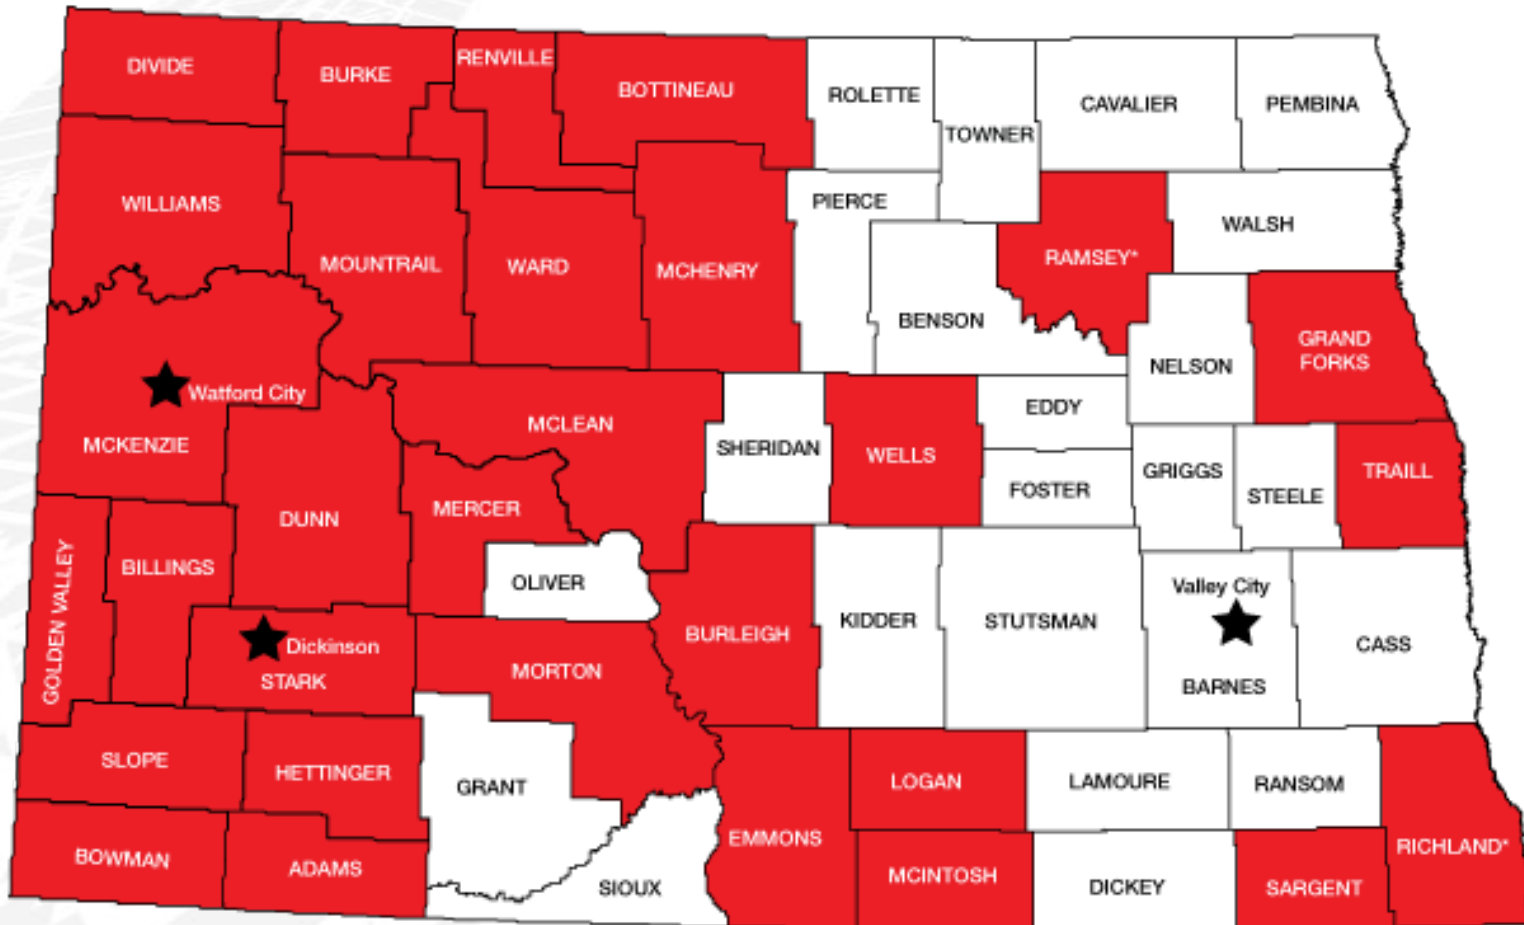 DIVIDE
BURKE
RENVILLE
BOTTINEAU
ROLETTE
TOWNER
CAVALIER
PEMBINA
WILLIAMS
MOUNTRAIL
WARD
MCHENRY
PIERCE
BENSON
RAMSEY*
WALSH
NELSON
GRAND
FORKS
Watford City
MCKENZIE
DUNN
MCLEAN
MERCER
SHERIDAN
WELLS
EDDY
FOSTER
GRIGGS
STEELE
TRAILL
GOLDEN VALLEY
BILLINGS
OLIVER
Dickinson
STARK
MORTON
BURLEIGH
KIDDER
STUTSMAN
Valley City
BARNES
CASS
SLOPE
HETTINGER
GRANT
LOGAN
LAMOURE
RANSOM
BOWMAN
ADAMS
SIOUX
EMMONS
MCINTOSH
DICKEY
SARGENT
RICHLAND*